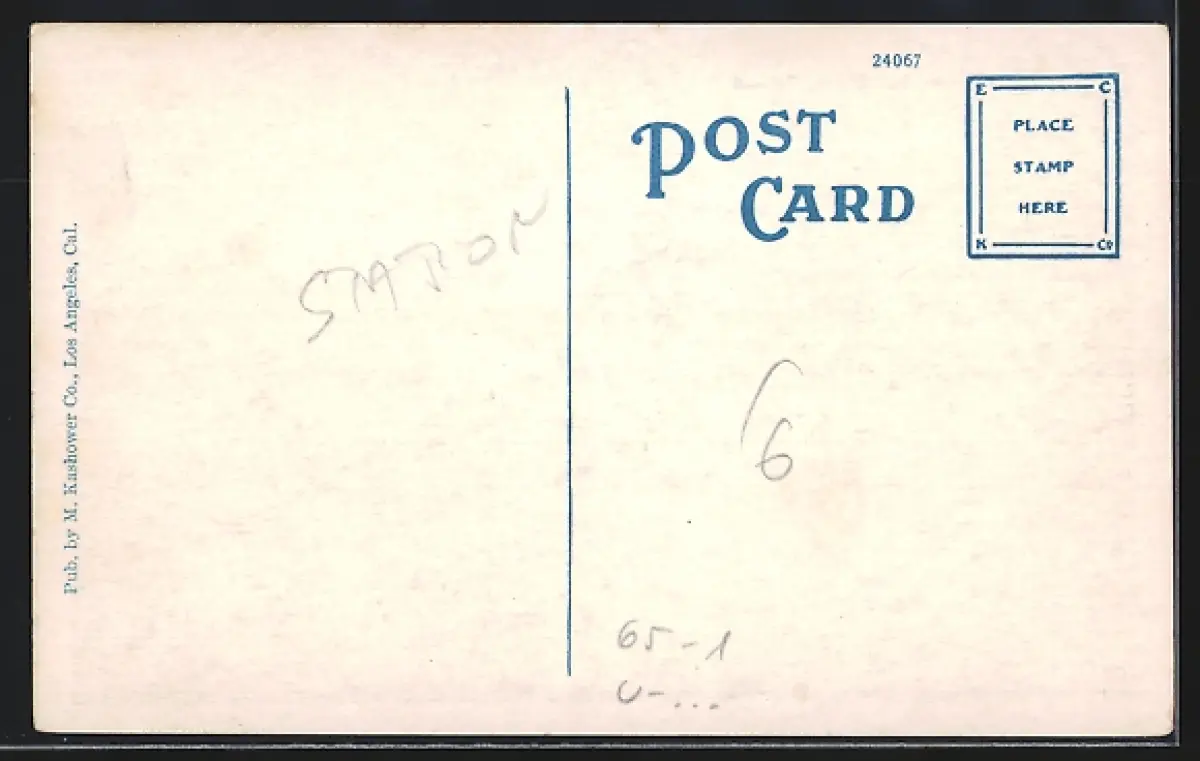 24067
POST
CARD
E C
PLACE
STAMP
HERE
K Co
Pub. by M. Kashower Co., Los Angeles, Cal.
STATION
6
65-1
U-...